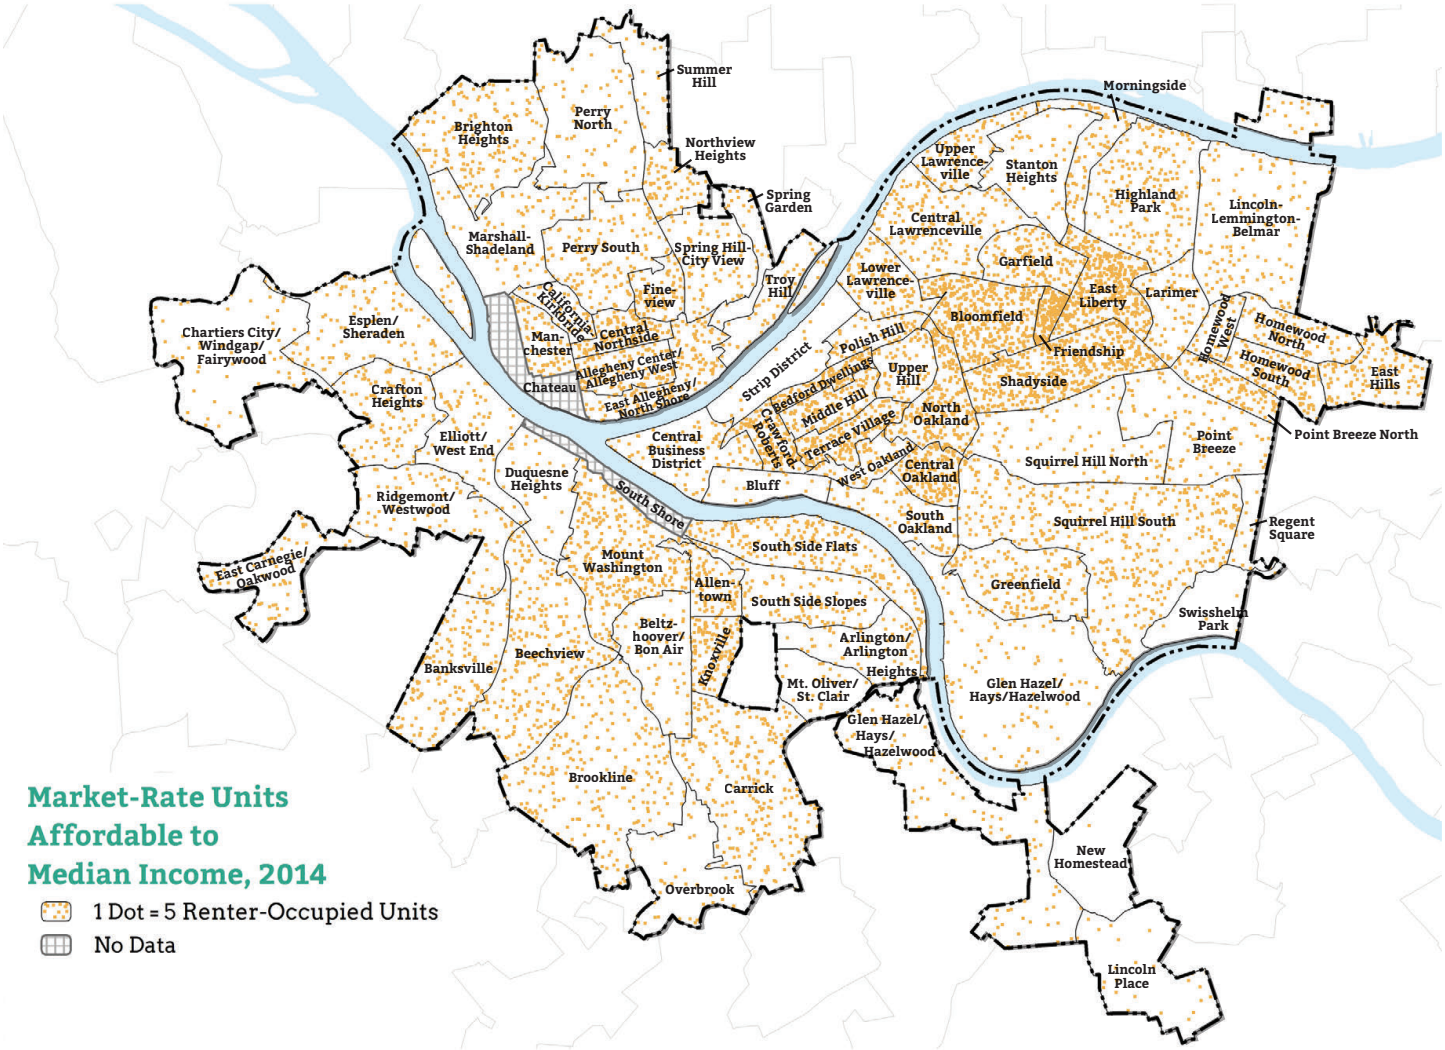 Summer
Hill
Morningside
Perry
North
Brighton
Heights
Northview
Heights
Upper
Lawrence-
ville
Stanton
Heights
Spring
Garden
Highland
Park
Lincoln-
Lemmington-
Belmar
Central
Lawrenceville
Marshall-
Shadeland
Perry South
Spring Hill-
City View
Garfield
Lower
Lawrence-
ville
Troy
Hill
Fine-
view
East
Liberty
Larimer
California-
Kirkbride
Chartiers City/
Windgap/
Fairywood
Esplen/
Sheraden
Bloomfield
Homewood
West
Homewood
North
Man-
chester
Central
Northside
Polish Hill
Friendship
Homewood
South
Allegheny Center/
Allegheny West
Strip District
Upper
Hill
Shadyside
East
Hills
Chateau
East Allegheny/
North Shore
Bedford Dwellings
Crafton
Heights
Middle Hill
North
Oakland
Crawford-
Roberts
Terrace Village
Point Breeze North
Elliott/
West End
Central
Business
District
Point
Breeze
West Oakland
Central
Oakland
Squirrel Hill North
Duquesne
Heights
Bluff
Ridgemont/
Westwood
South Shore
South
Oakland
Squirrel Hill South
Regent
Square
South Side Flats
Mount
Washington
East Carnegie/
Oakwood
Allen-
town
Greenfield
South Side Slopes
Swisshelm
Park
Beltz-
hoover/
Bon Air
Arlington/
Arlington
Heights
Knoxville
Beechview
Banksville
Mt. Oliver/
St. Clair
Glen Hazel/
Hays/Hazelwood
Glen Hazel/
Hays/
Hazelwood
Brookline
Carrick
New
Homestead
Overbrook
Lincoln
Place
Market-Rate Units
Affordable to
Median Income, 2014
1 Dot = 5 Renter-Occupied Units
No Data